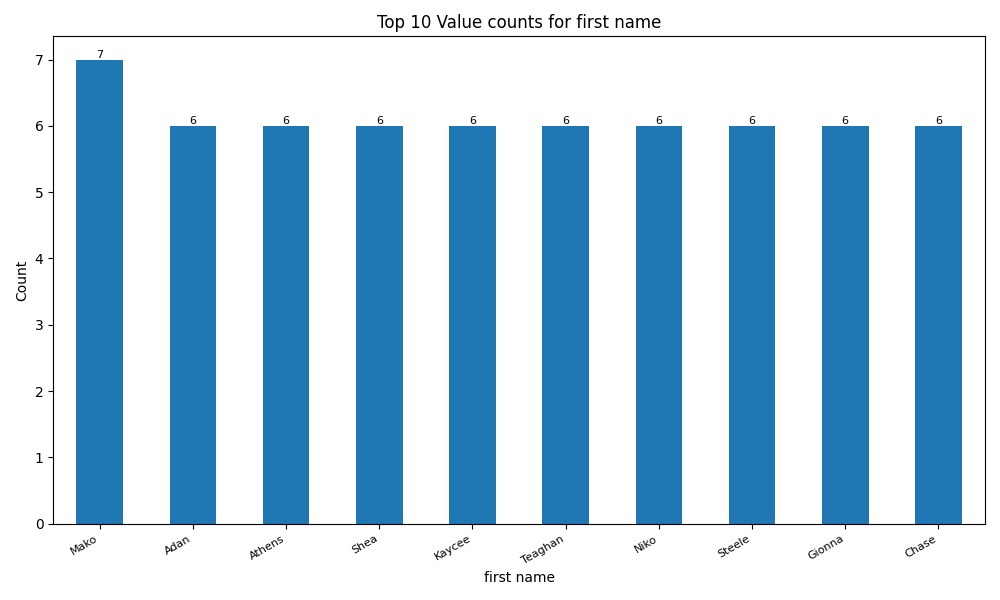 Top 10 Value counts for first name
Count
7
6
5
4
3
2
1
0
7
6
6
6
6
6
6
6
6
6
Mako
Adan
Athens
Shea
Kaycee
Teaghan
Niko
Steele
Gionna
Chase
first name